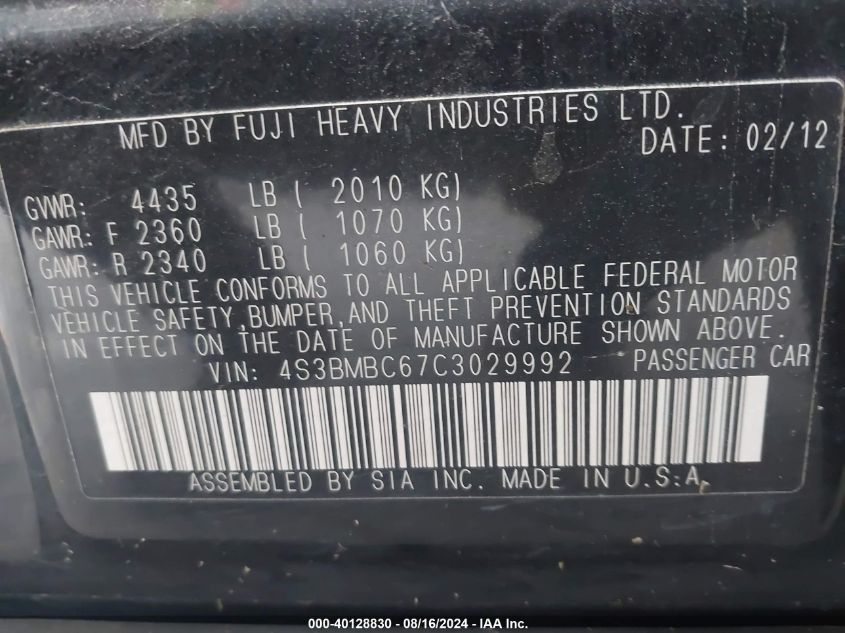 MFD BY FUJI HEAVY INDUSTRIES LTD.
DATE: 02/12
GVWR: 4435 LB ( 2010 KG)
GAWR: F 2360 LB ( 1070 KG)
GAWR: R 2340 LB ( 1060 KG)
THIS VEHICLE CONFORMS TO ALL APPLICABLE FEDERAL MOTOR
VEHICLE SAFETY,BUMPER,AND THEFT PREVENTION STANDARDS
IN EFFECT ON THE DATE OF MANUFACTURE SHOWN ABOVE.
VIN: 4S3BMBC67C3029992 PASSENGER CAR
ASSEMBLED BY SIA INC. MADE IN U.S.A.
000-40128830 - 08/16/2024 - IAA Inc.